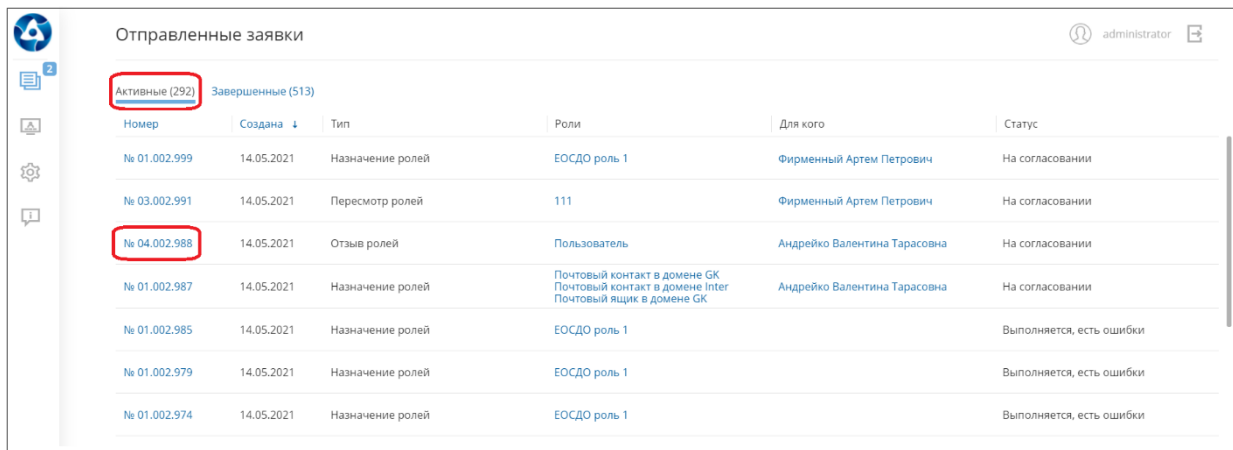 Отправленные заявки
administrator
2
Активные (292) Завершенные (513)
Номер Создана ↓ Тип Роли Для кого Статус
№ 01.002.999 14.05.2021 Назначение ролей ЕОСДО роль 1 Фирменный Артем Петрович На согласовании
№ 03.002.991 14.05.2021 Пересмотр ролей 111 Фирменный Артем Петрович На согласовании
№ 04.002.988 14.05.2021 Отзыв ролей Пользователь Андрейко Валентина Тарасовна На согласовании
Почтовый контакт в домене GK
№ 01.002.987 14.05.2021 Назначение ролей Почтовый контакт в домене Inter Андрейко Валентина Тарасовна На согласовании
Почтовый ящик в домене GK
№ 01.002.985 14.05.2021 Назначение ролей ЕОСДО роль 1 Выполняется, есть ошибки
№ 01.002.979 14.05.2021 Назначение ролей ЕОСДО роль 1 Выполняется, есть ошибки
№ 01.002.974 14.05.2021 Назначение ролей ЕОСДО роль 1 Выполняется, есть ошибки